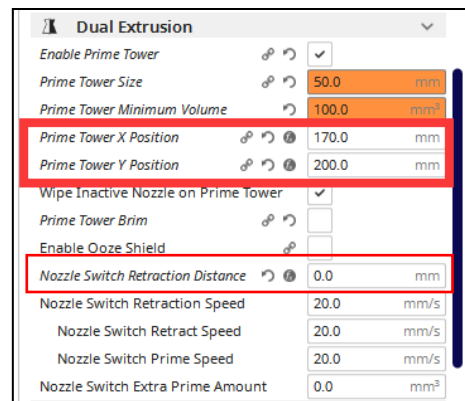 Dual Extrusion
Enable Prime Tower
Prime Tower Size 50.0 mm
Prime Tower Minimum Volume 100.0 mm³
Prime Tower X Position 170.0 mm
Prime Tower Y Position 200.0 mm
Wipe Inactive Nozzle on Prime Tower
Prime Tower Brim
Enable Ooze Shield
Nozzle Switch Retraction Distance 0.0 mm
Nozzle Switch Retraction Speed 20.0 mm/s
Nozzle Switch Retract Speed 20.0 mm/s
Nozzle Switch Prime Speed 20.0 mm/s
Nozzle Switch Extra Prime Amount 0.0 mm³